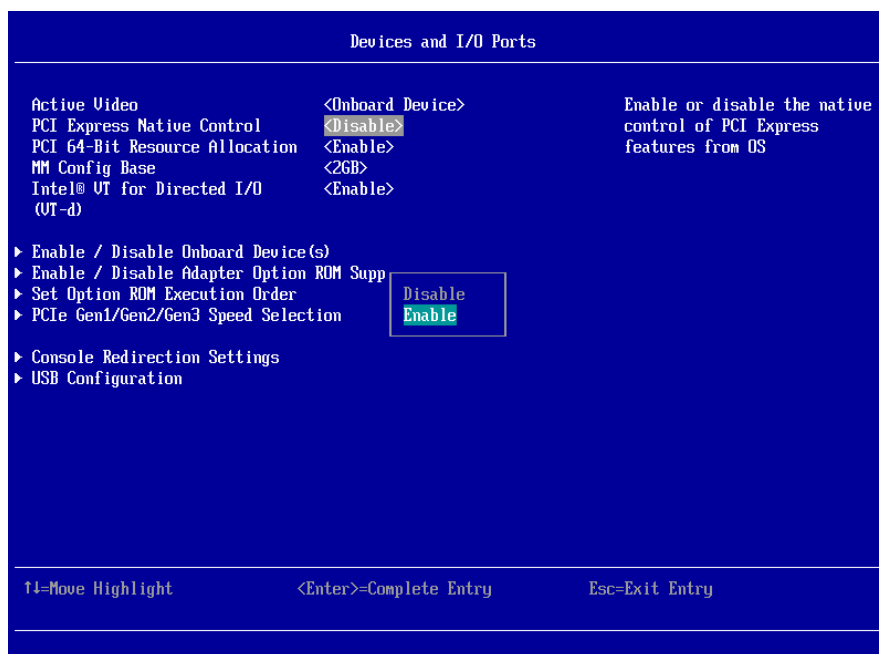 Devices and I/O Ports
Active Video <Onboard Device> Enable or disable the native
PCI Express Native Control <Disable> control of PCI Express
PCI 64-Bit Resource Allocation <Enable> features from OS
MM Config Base <2GB>
Intel® VT for Directed I/O <Enable>
(VT-d)
▶ Enable / Disable Onboard Device(s)
▶ Enable / Disable Adapter Option ROM Supp
▶ Set Option ROM Execution Order Disable
▶ PCIe Gen1/Gen2/Gen3 Speed Selection Enable
▶ Console Redirection Settings
▶ USB Configuration
↑↓=Move Highlight <Enter>=Complete Entry Esc=Exit Entry